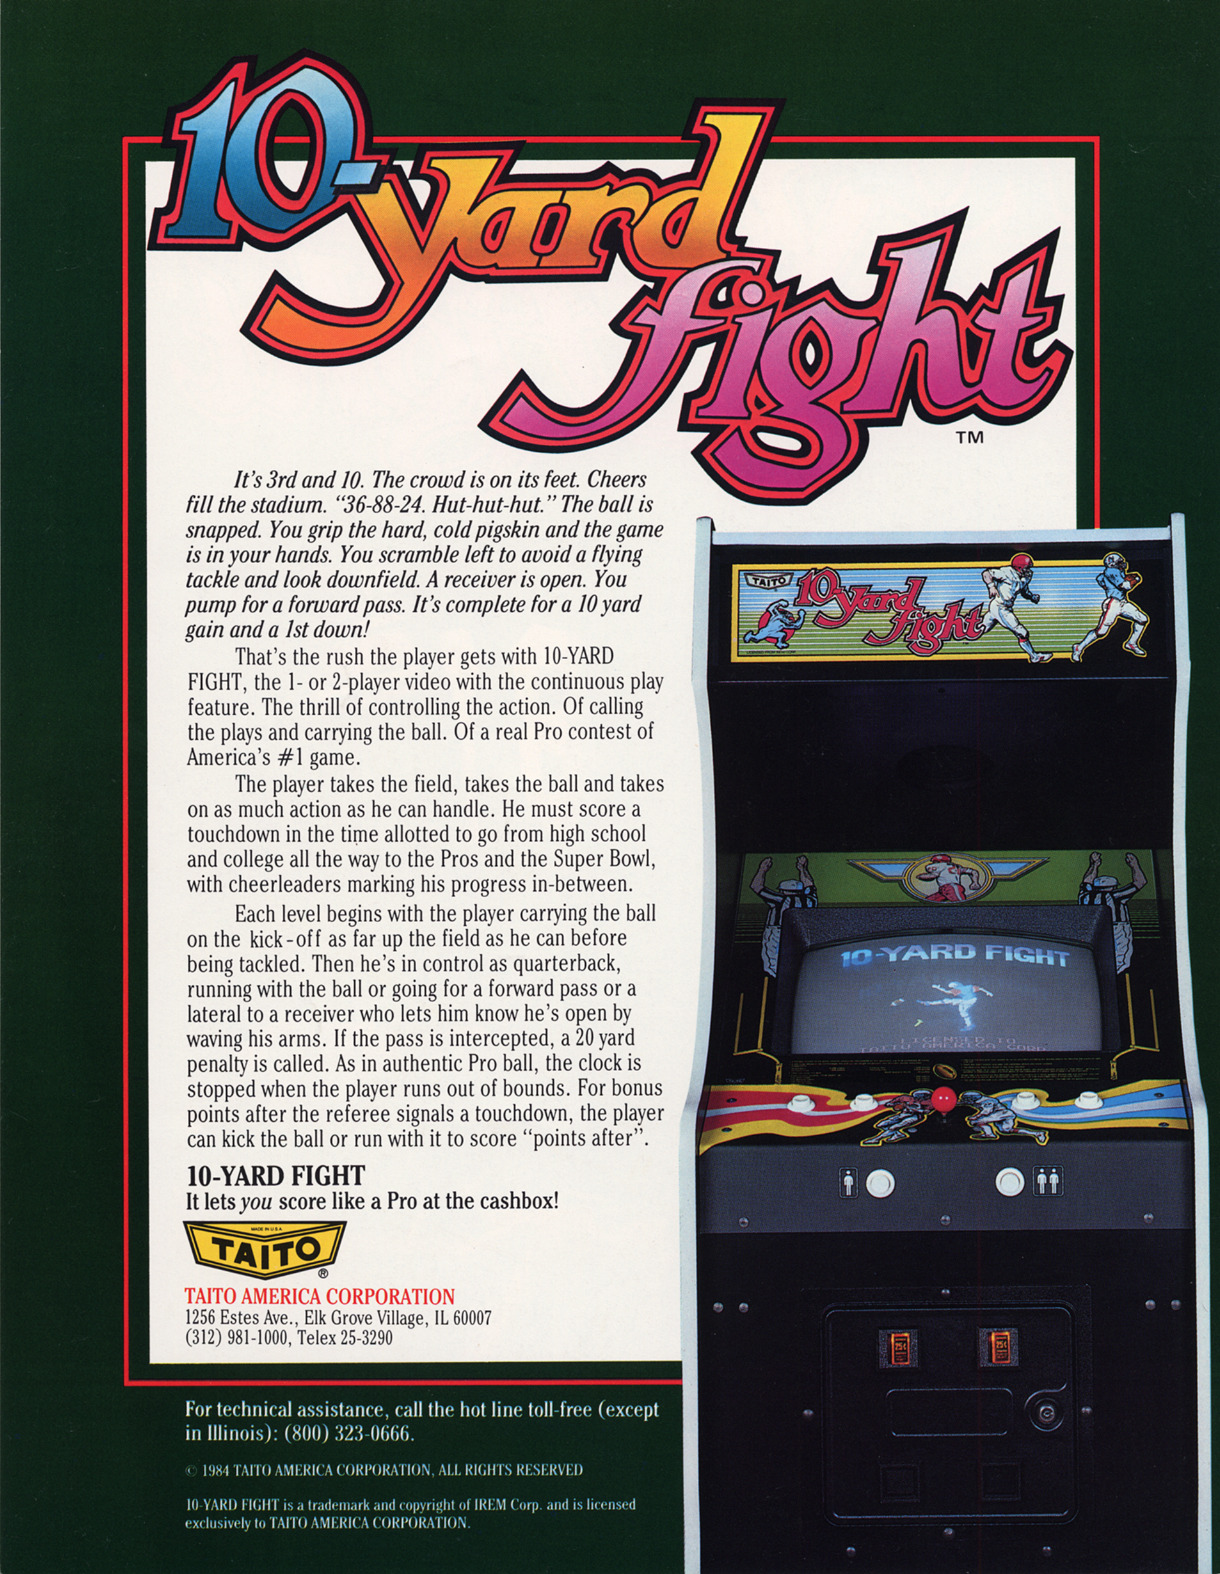 10-yard
fight
TM
It's 3rd and 10. The crowd is on its feet. Cheers
fill the stadium. “36-88-24. Hut-hut-hut.” The ball is
snapped. You grip the hard, cold pigskin and the game
is in your hands. You scramble left to avoid a flying
tackle and look downfield. A receiver is open. You
pump for a forward pass. It's complete for a 10 yard
gain and a 1st down!
That's the rush the player gets with 10-YARD
FIGHT, the 1- or 2-player video with the continuous play
feature. The thrill of controlling the action. Of calling
the plays and carrying the ball. Of a real Pro contest of
America's #1 game.
The player takes the field, takes the ball and takes
on as much action as he can handle. He must score a
touchdown in the time allotted to go from high school
and college all the way to the Pros and the Super Bowl,
with cheerleaders marking his progress in-between.
Each level begins with the player carrying the ball
on the kick-off as far up the field as he can before
being tackled. Then he's in control as quarterback,
running with the ball or going for a forward pass or a
lateral to a receiver who lets him know he's open by
waving his arms. If the pass is intercepted, a 20 yard
penalty is called. As in authentic Pro ball, the clock is
stopped when the player runs out of bounds. For bonus
points after the referee signals a touchdown, the player
can kick the ball or run with it to score “points after”.
10-YARD FIGHT
It lets you score like a Pro at the cashbox!
MADE IN U.S.A.
TAITO
®
TAITO AMERICA CORPORATION
1256 Estes Ave., Elk Grove Village, IL 60007
(312) 981-1000, Telex 25-3290
For technical assistance, call the hot line toll-free (except
in Illinois): (800) 323-0666.
© 1984 TAITO AMERICA CORPORATION, ALL RIGHTS RESERVED
10-YARD FIGHT is a trademark and copyright of IREM Corp. and is licensed
exclusively to TAITO AMERICA CORPORATION.
TAITO
10-yard
fight
10-YARD FIGHT
LICENSED TO
TAITO AMERICA CORP.
25¢
25¢